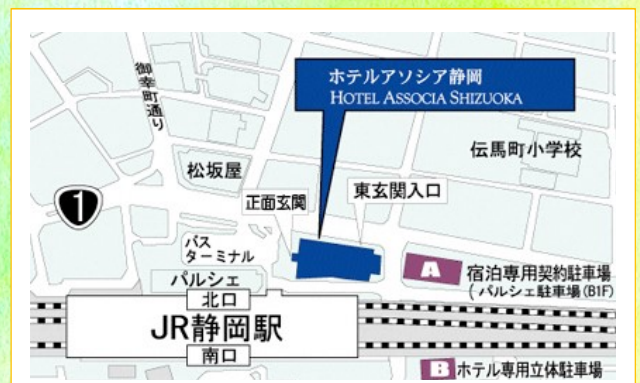 御幸町通り
ホテルアソシア静岡
HOTEL ASSOCIA SHIZUOKA
伝馬町小学校
松坂屋
正面玄関
東玄関入口
1
バス
ターミナル
パルシェ
A
宿泊専用契約駐車場
(パルシェ駐車場(B1F)
北口
JR静岡駅
南口
B ホテル専用立体駐車場